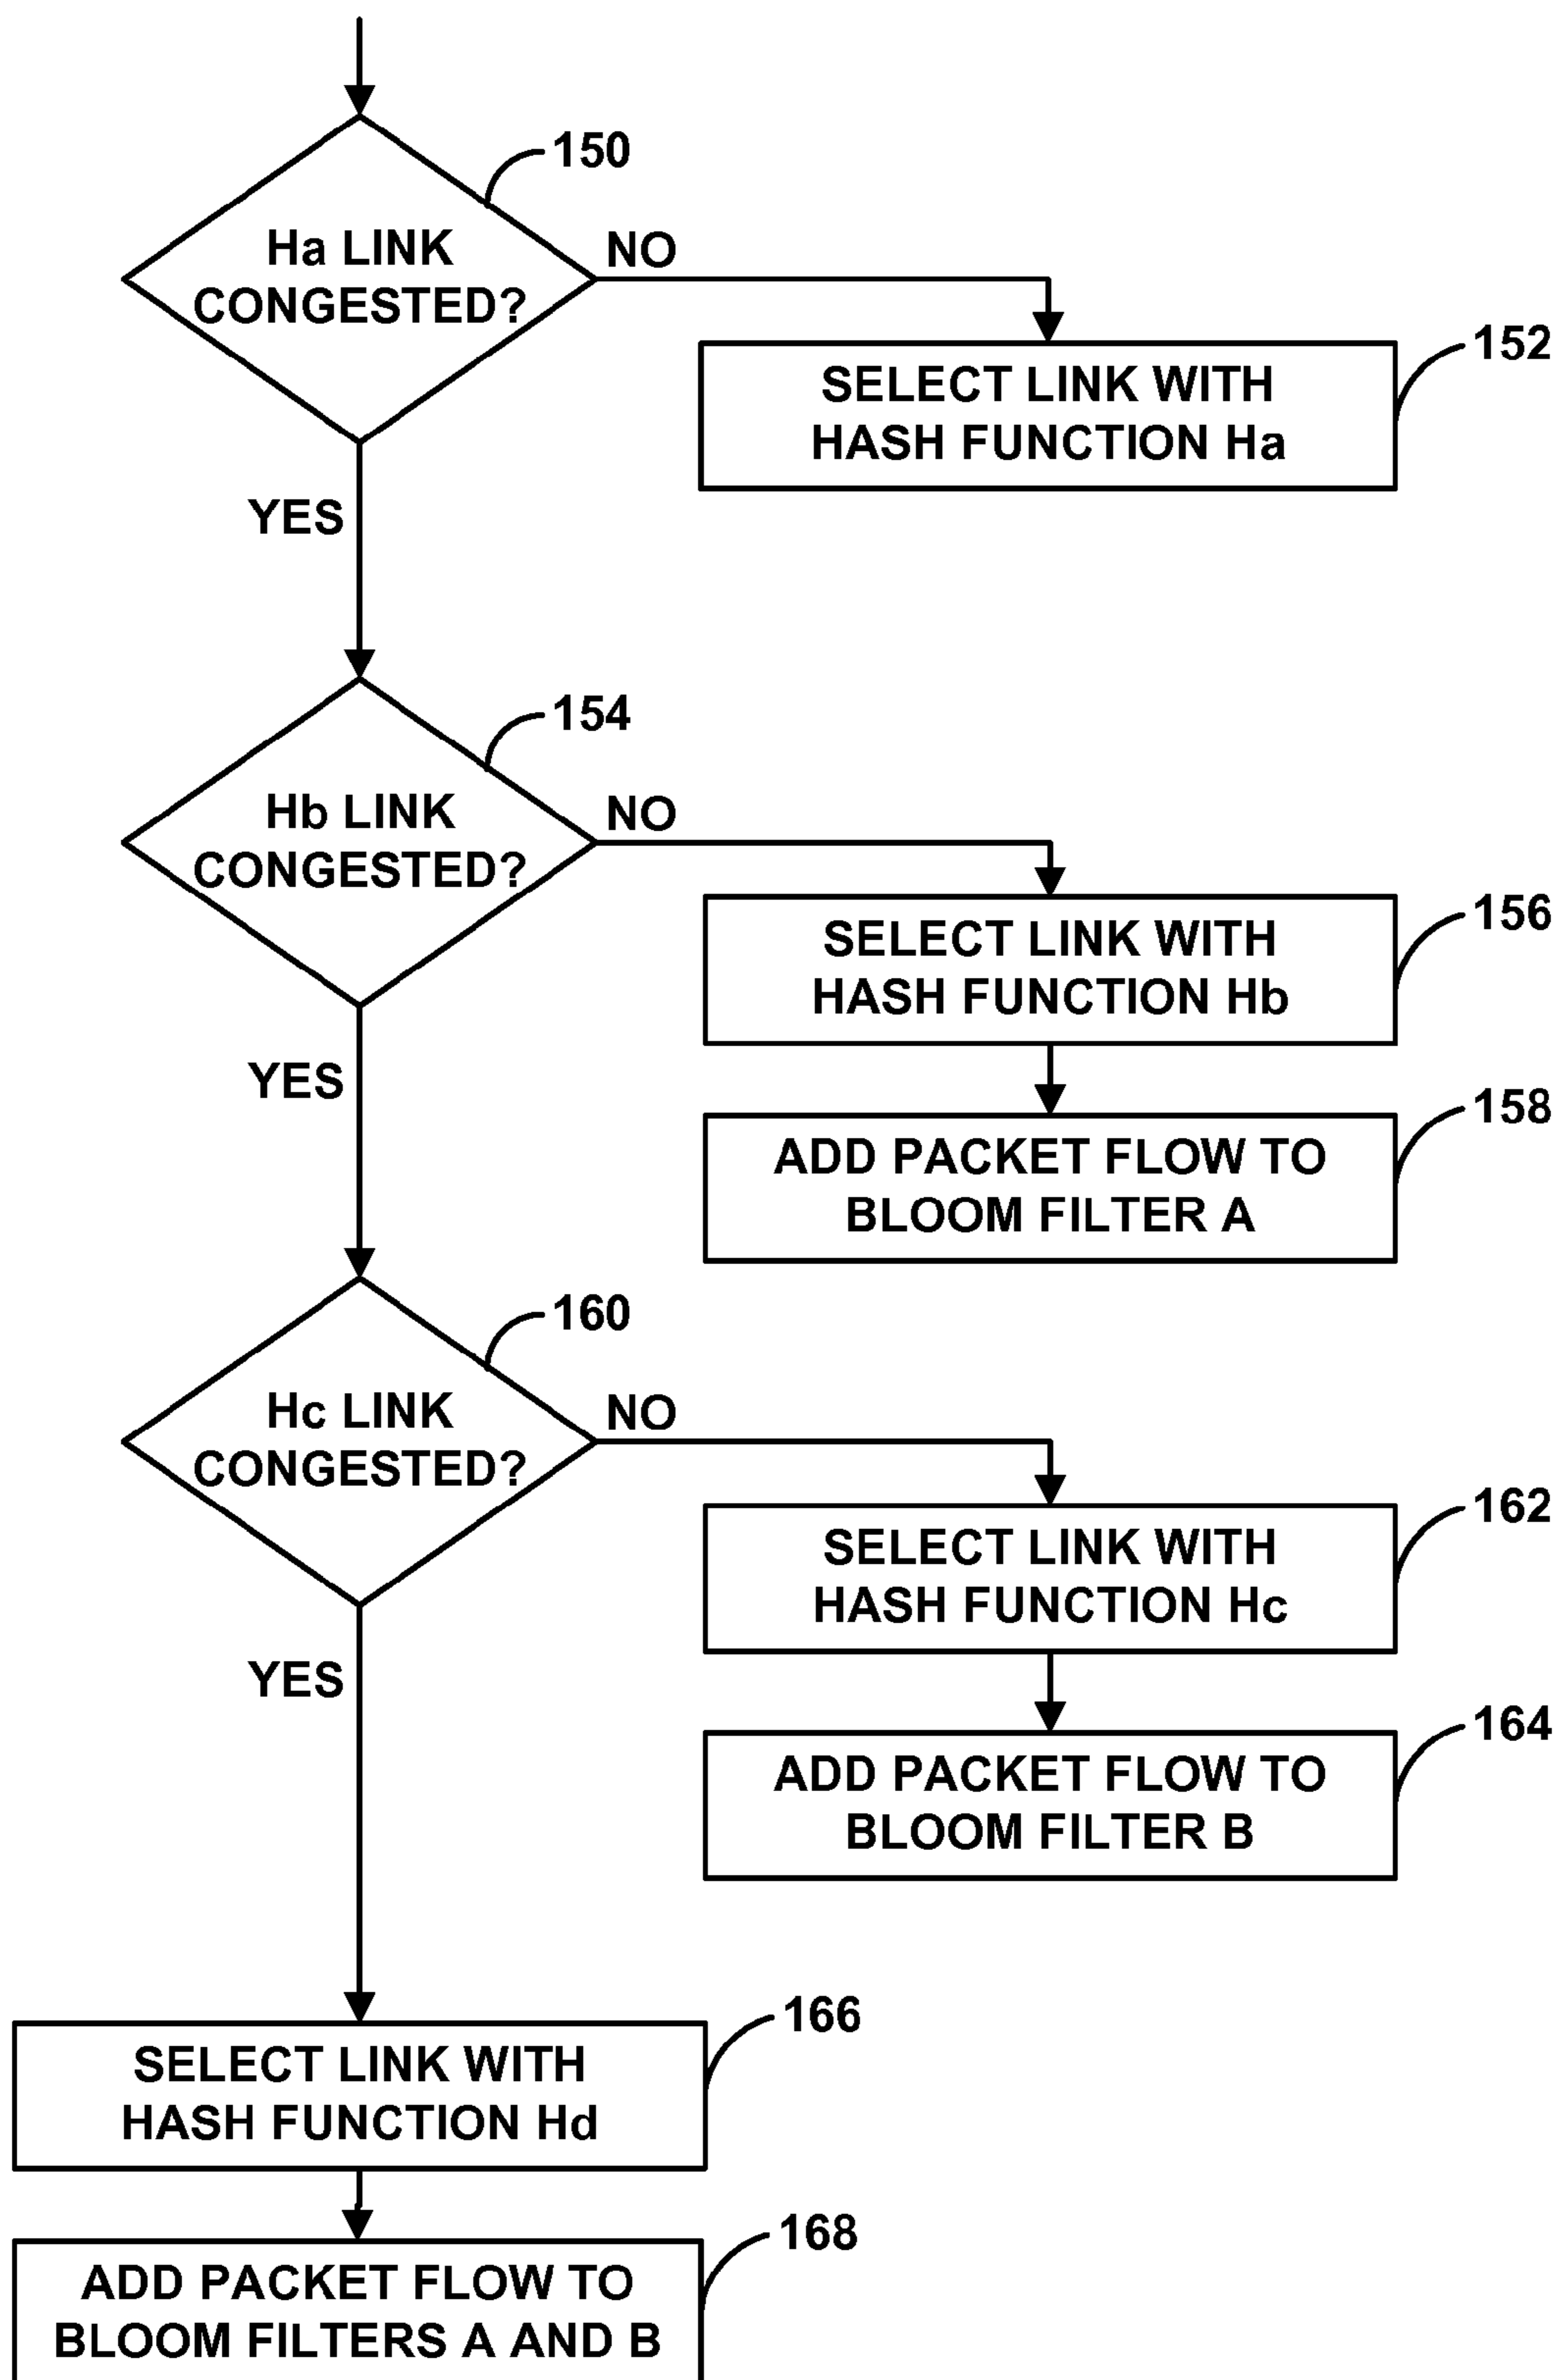 150
Ha LINK
CONGESTED?
NO
152
SELECT LINK WITH
HASH FUNCTION Ha
YES
154
Hb LINK
CONGESTED?
NO
156
SELECT LINK WITH
HASH FUNCTION Hb
YES
158
ADD PACKET FLOW TO
BLOOM FILTER A
160
Hc LINK
CONGESTED?
NO
162
SELECT LINK WITH
HASH FUNCTION Hc
YES
164
ADD PACKET FLOW TO
BLOOM FILTER B
166
SELECT LINK WITH
HASH FUNCTION Hd
168
ADD PACKET FLOW TO
BLOOM FILTERS A AND B